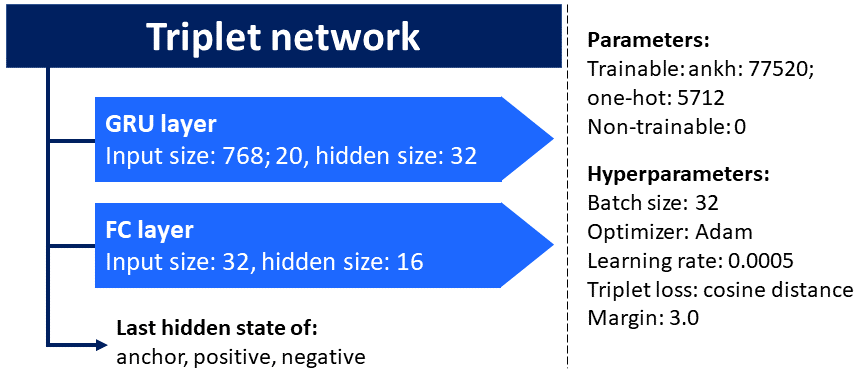 Triplet network
GRU layer
Input size: 768; 20, hidden size: 32
FC layer
Input size: 32, hidden size: 16
Last hidden state of:
anchor, positive, negative
Parameters:
Trainable: ankh: 77520;
one-hot: 5712
Non-trainable: 0
Hyperparameters:
Batch size: 32
Optimizer: Adam
Learning rate: 0.0005
Triplet loss: cosine distance
Margin: 3.0